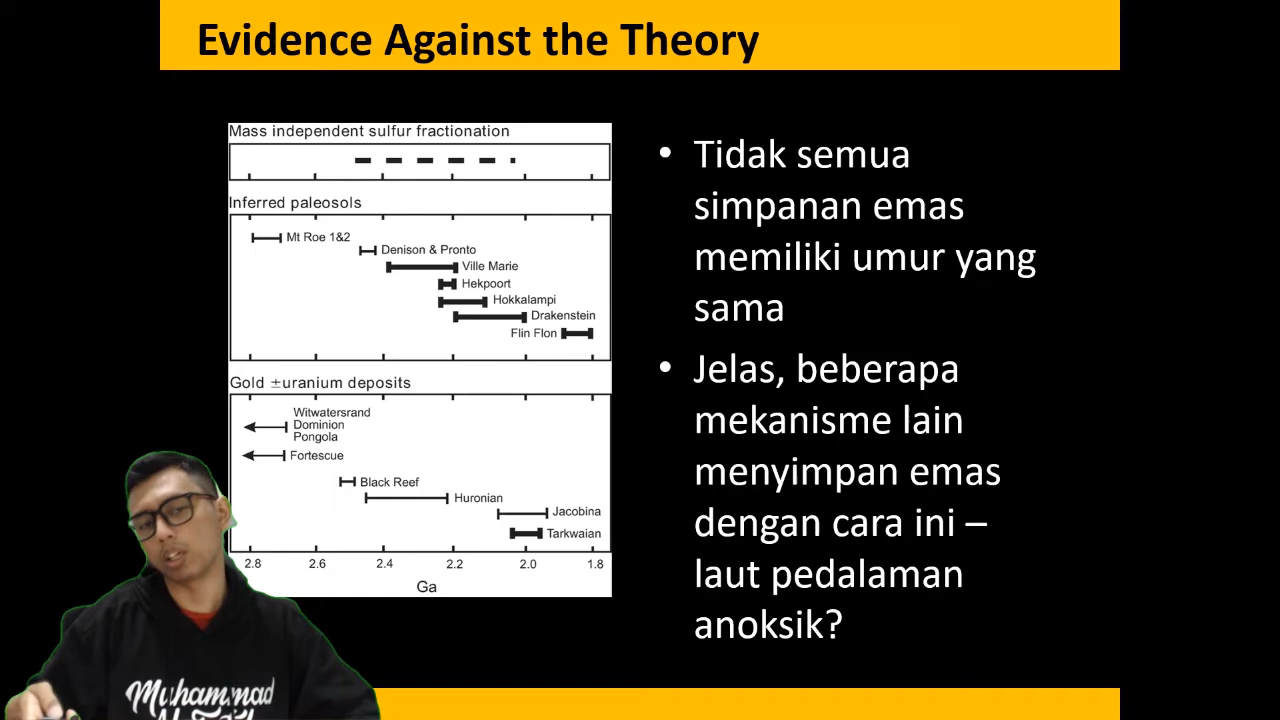 Evidence Against the Theory
Mass independent sulfur fractionation
Inferred paleosols
Mt Roe 1&2
Denison & Pronto
Ville Marie
Hekpoort
Hokkalampi
Drakenstein
Flin Flon
Gold ±uranium deposits
Witwatersrand
Dominion
Pongola
Fortescue
Black Reef
Huronian
Jacobina
Tarkwaian
2.8 2.6 2.4 2.2 2.0 1.8
Ga
• Tidak semua
simpanan emas
memiliki umur yang
sama
• Jelas, beberapa
mekanisme lain
menyimpan emas
dengan cara ini –
laut pedalaman
anoksik?
Muhammad